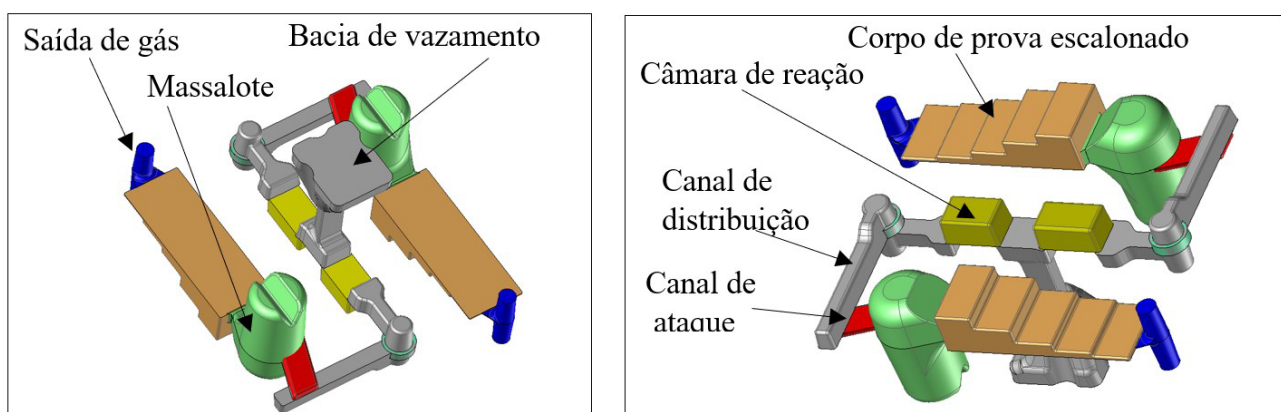 Saída de gás
Bacia de vazamento
Massalote
Corpo de prova escalonado
Câmara de reação
Canal de
distribuição
Canal de
ataque